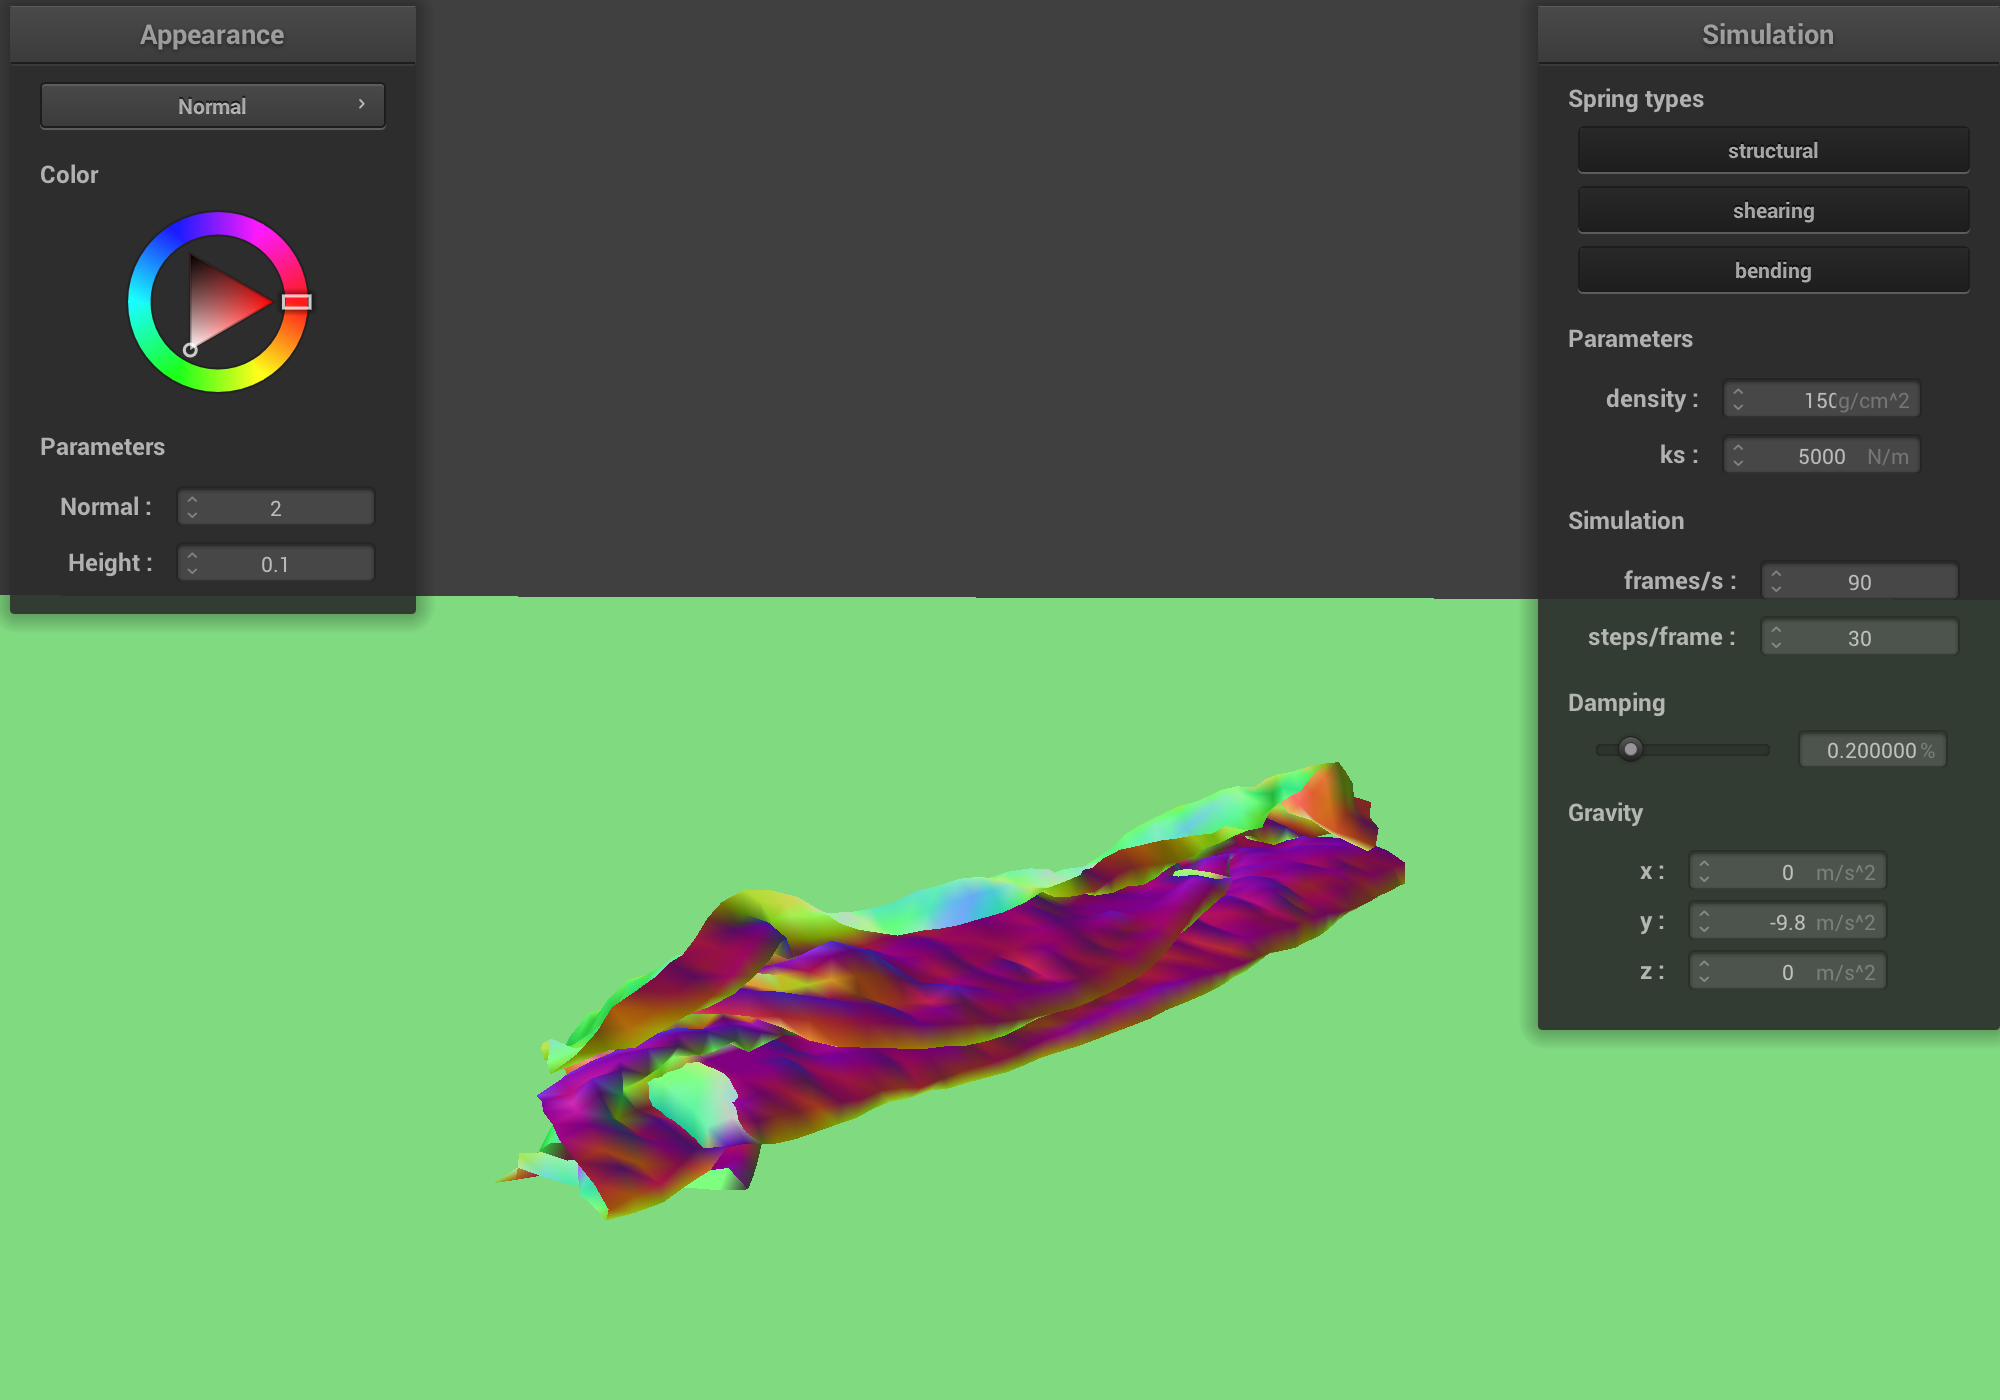 Appearance
Normal
Color
Parameters
Normal : 2
Height : 0.1
Simulation
Spring types
structural
shearing
bending
Parameters
density : 150 g/cm^2
ks : 5000 N/m
Simulation
frames/s : 90
steps/frame : 30
Damping
0.200000 %
Gravity
x : 0 m/s^2
y : -9.8 m/s^2
z : 0 m/s^2